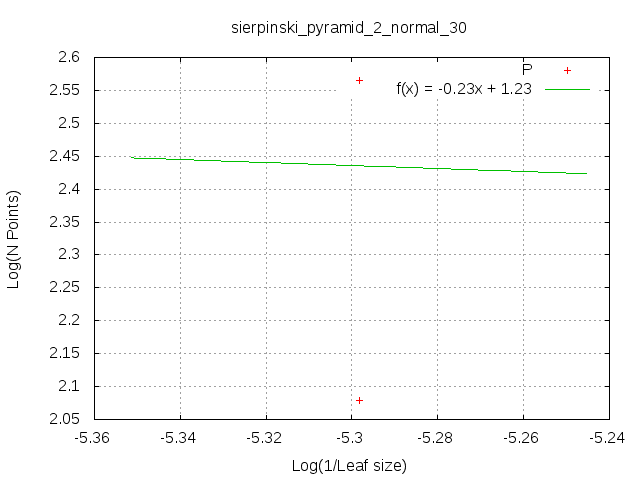 sierpinski_pyramid_2_normal_30
2.6
P
2.55
f(x) = -0.23x + 1.23
2.5
2.45
2.4
2.35
2.3
2.25
2.2
2.15
2.1
2.05
Log(N Points)
-5.36 -5.34 -5.32 -5.3 -5.28 -5.26 -5.24
Log(1/Leaf size)